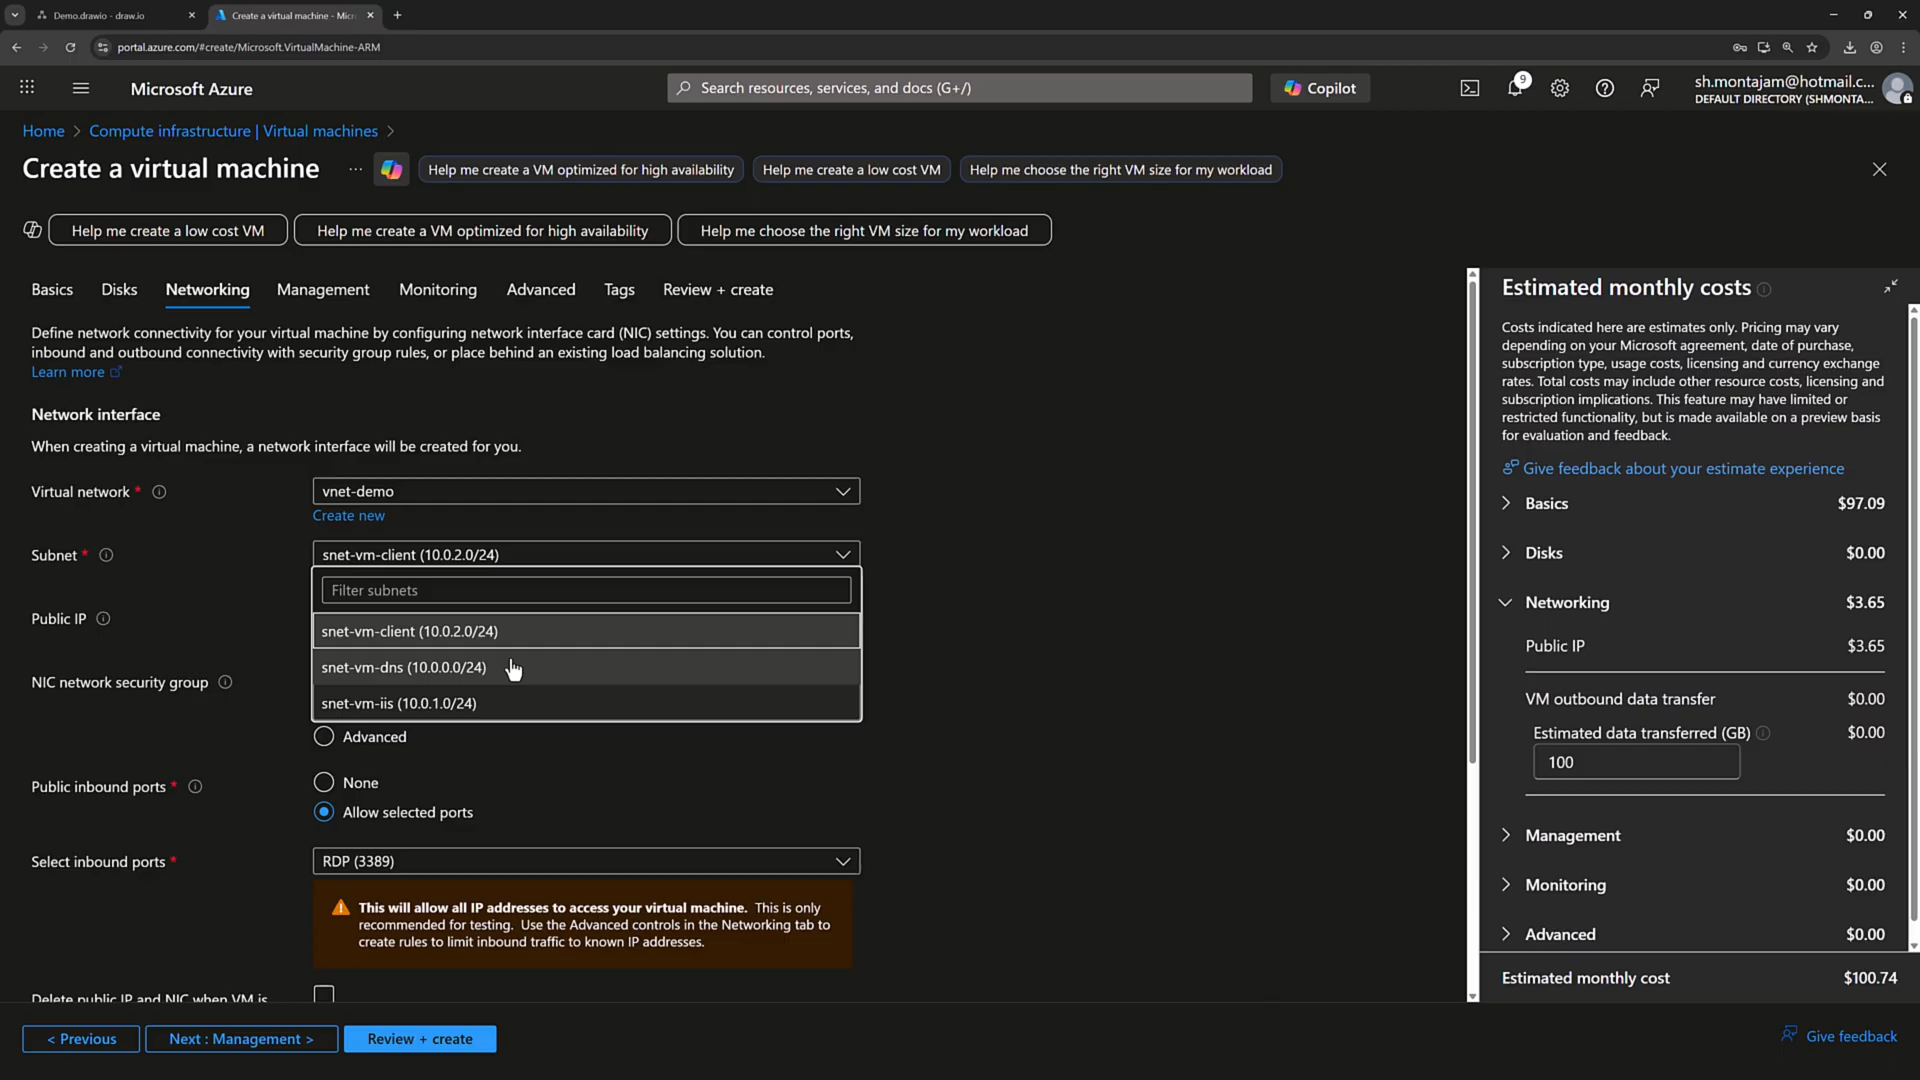 Demo.drawio - draw.io
Create a virtual machine - Micr
portal.azure.com/#create/Microsoft.VirtualMachine-ARM
Microsoft Azure
Search resources, services, and docs (G+/)
Copilot
9
sh.montajam@hotmail.c...
DEFAULT DIRECTORY (SHMONTA...
Home > Compute infrastructure | Virtual machines >
Create a virtual machine ...
Help me create a VM optimized for high availability
Help me create a low cost VM
Help me choose the right VM size for my workload
Help me create a low cost VM
Help me create a VM optimized for high availability
Help me choose the right VM size for my workload
Basics
Disks
Networking
Management
Monitoring
Advanced
Tags
Review + create
Define network connectivity for your virtual machine by configuring network interface card (NIC) settings. You can control ports,
inbound and outbound connectivity with security group rules, or place behind an existing load balancing solution.
Learn more
Network interface
When creating a virtual machine, a network interface will be created for you.
Virtual network *
vnet-demo
Create new
Subnet *
snet-vm-client (10.0.2.0/24)
Filter subnets
snet-vm-client (10.0.2.0/24)
snet-vm-dns (10.0.0.0/24)
snet-vm-iis (10.0.1.0/24)
Public IP
NIC network security group
Advanced
Public inbound ports *
None
Allow selected ports
Select inbound ports *
RDP (3389)
This will allow all IP addresses to access your virtual machine. This is only
recommended for testing. Use the Advanced controls in the Networking tab to
create rules to limit inbound traffic to known IP addresses.
Delete public IP and NIC when VM is
< Previous
Next : Management >
Review + create
Estimated monthly costs
Costs indicated here are estimates only. Pricing may vary
depending on your Microsoft agreement, date of purchase,
subscription type, usage costs, licensing and currency exchange
rates. Total costs may include other resource costs, licensing and
subscription implications. This feature may have limited or
restricted functionality, but is made available on a preview basis
for evaluation and feedback.
Give feedback about your estimate experience
Basics $97.09
Disks $0.00
Networking $3.65
Public IP $3.65
VM outbound data transfer $0.00
Estimated data transferred (GB) $0.00
100
Management $0.00
Monitoring $0.00
Advanced $0.00
Estimated monthly cost $100.74
Give feedback